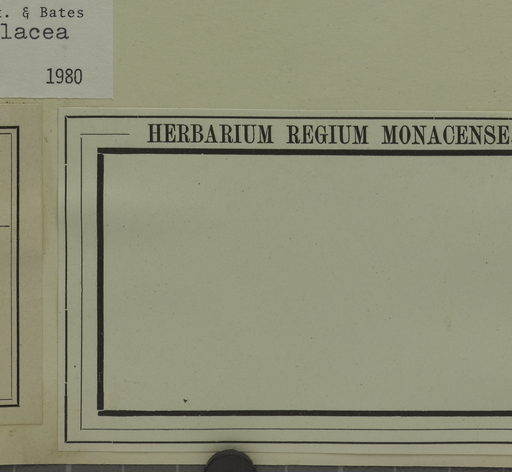 . & Bates
lacea
1980
HERBARIUM REGIUM MONACENSE